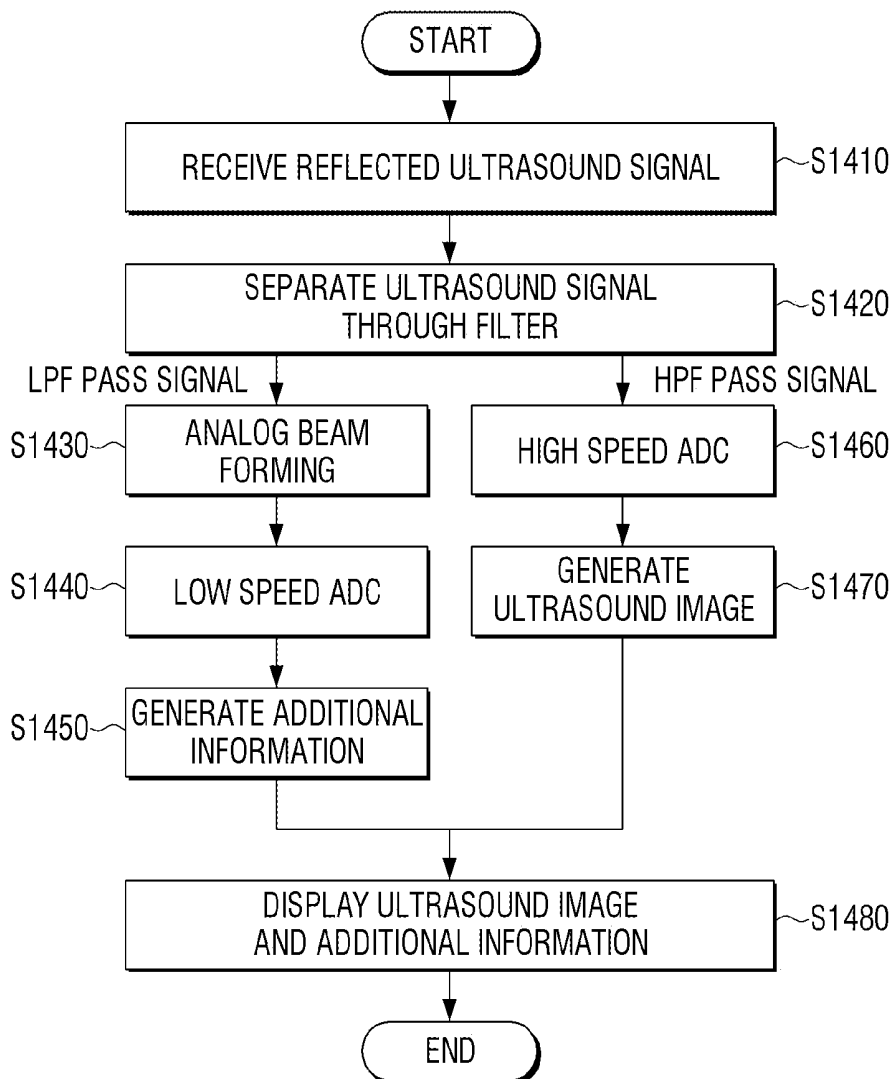 START
RECEIVE REFLECTED ULTRASOUND SIGNAL
S1410
SEPARATE ULTRASOUND SIGNAL
THROUGH FILTER
S1420
LPF PASS SIGNAL
HPF PASS SIGNAL
S1430
ANALOG BEAM
FORMING
HIGH SPEED ADC
S1460
S1440
LOW SPEED ADC
GENERATE
ULTRASOUND IMAGE
S1470
S1450
GENERATE ADDITIONAL
INFORMATION
DISPLAY ULTRASOUND IMAGE
AND ADDITIONAL INFORMATION
S1480
END